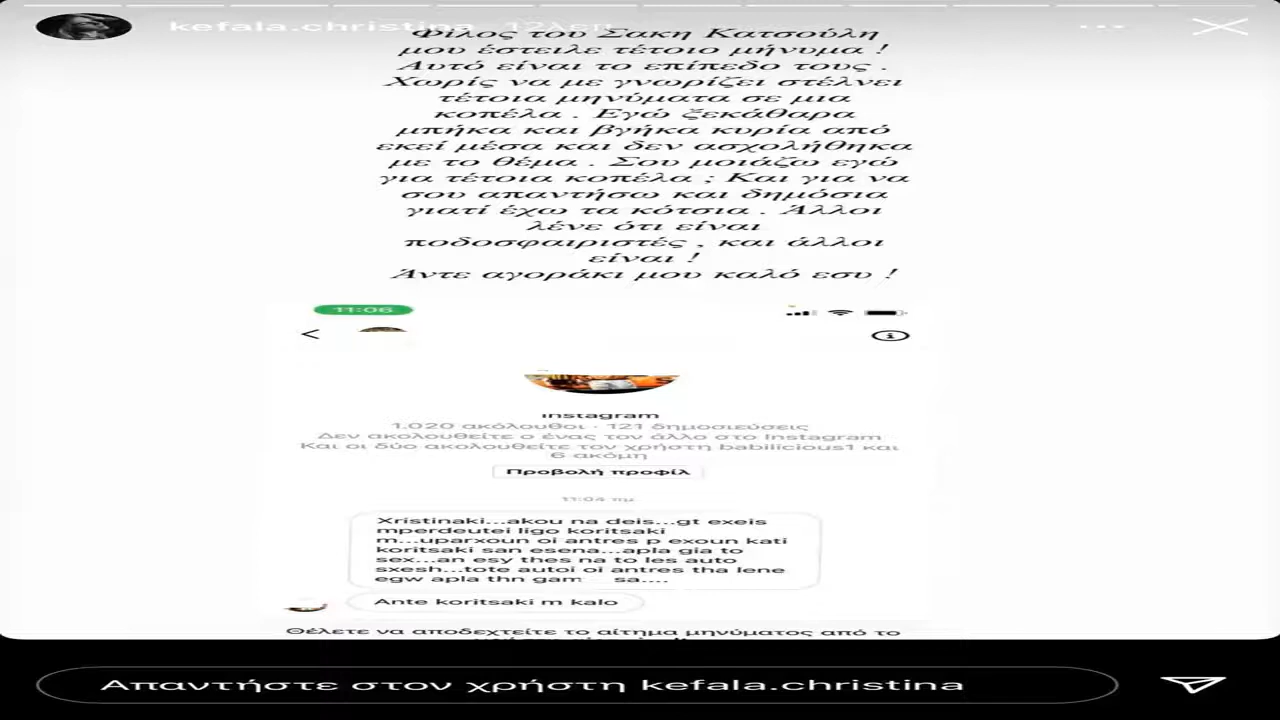 kefala.christina 12λεπ
Φίλος του Σακη Κατσούλη
μου έστειλε τέτοιο μήνυμα !
Αυτό είναι το επίπεδο τους .
Χωρίς να με γνωρίζει στέλνει
τέτοια μηνύματα σε μια
κοπέλα . Εγώ ξεκάθαρα
μπήκα και βγήκα κυρία από
εκεί μέσα και δεν ασχολήθηκα
με το θέμα . Σου μοιάζω εγώ
για τέτοια κοπέλα ; Και για να
σου απαντήσω και δημόσια
γιατί έχω τα κότσια . Άλλοι
λένε ότι είναι
ποδοσφαιριστές , και άλλοι
είναι !
Άντε αγοράκι μου καλό εσυ !
11:06
instagram
1.020 ακόλουθοι · 121 δημοσιεύσεις
Δεν ακολουθείτε ο ένας τον άλλο στο Instagram
Και οι δύο ακολουθείτε τον χρήστη babilicious1 και
6 ακόμη
Προβολή προφίλ
11:04 πμ
Xristinaki...akou na deis...gt exeis
mperdeutei ligo koritsaki
m...uparxoun oi antres p exoun kati
koritsaki san esena...apla gia to
sex...an esy thes na to les auto
sxesh...tote autoi oi antres tha lene
egw apla thn gam sa....
Ante koritsaki m kalo
Θέλετε να αποδεχτείτε το αίτημα μηνύματος από το
Απαντήστε στον χρήστη kefala.christina